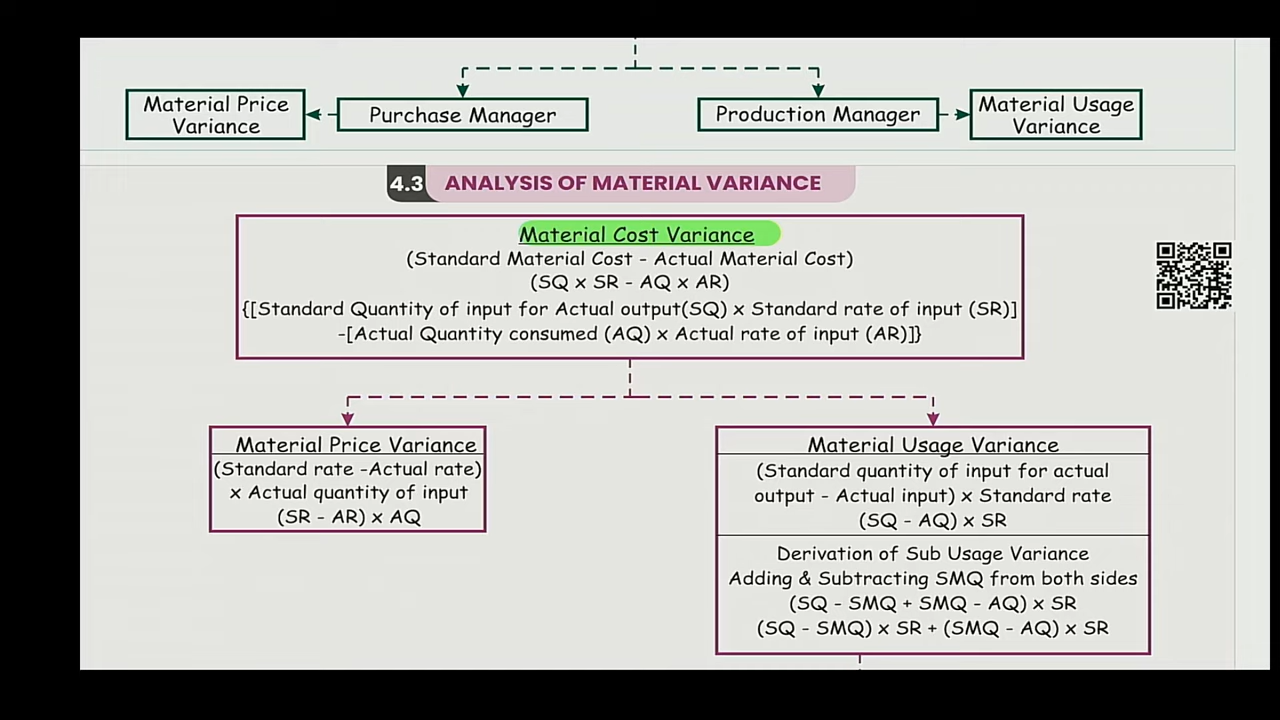 Material Price
Variance
Purchase Manager
Production Manager
Material Usage
Variance
4.3 ANALYSIS OF MATERIAL VARIANCE
Material Cost Variance
(Standard Material Cost - Actual Material Cost)
(SQ x SR - AQ x AR)
{[Standard Quantity of input for Actual output(SQ) x Standard rate of input (SR)]
-[Actual Quantity consumed (AQ) x Actual rate of input (AR)]}
Material Price Variance
(Standard rate -Actual rate)
x Actual quantity of input
(SR - AR) x AQ
Material Usage Variance
(Standard quantity of input for actual
output - Actual input) x Standard rate
(SQ - AQ) x SR
Derivation of Sub Usage Variance
Adding & Subtracting SMQ from both sides
(SQ - SMQ + SMQ - AQ) x SR
(SQ - SMQ) x SR + (SMQ - AQ) x SR